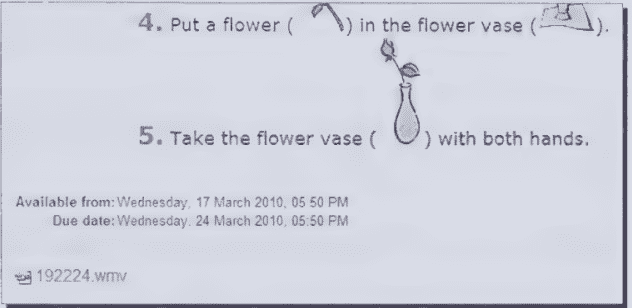 4. Put a flower ( ) in the flower vase ( ).
5. Take the flower vase ( ) with both hands.
Available from: Wednesday, 17 March 2010, 05:50 PM
Due date: Wednesday, 24 March 2010, 05:50 PM
192224.wmv